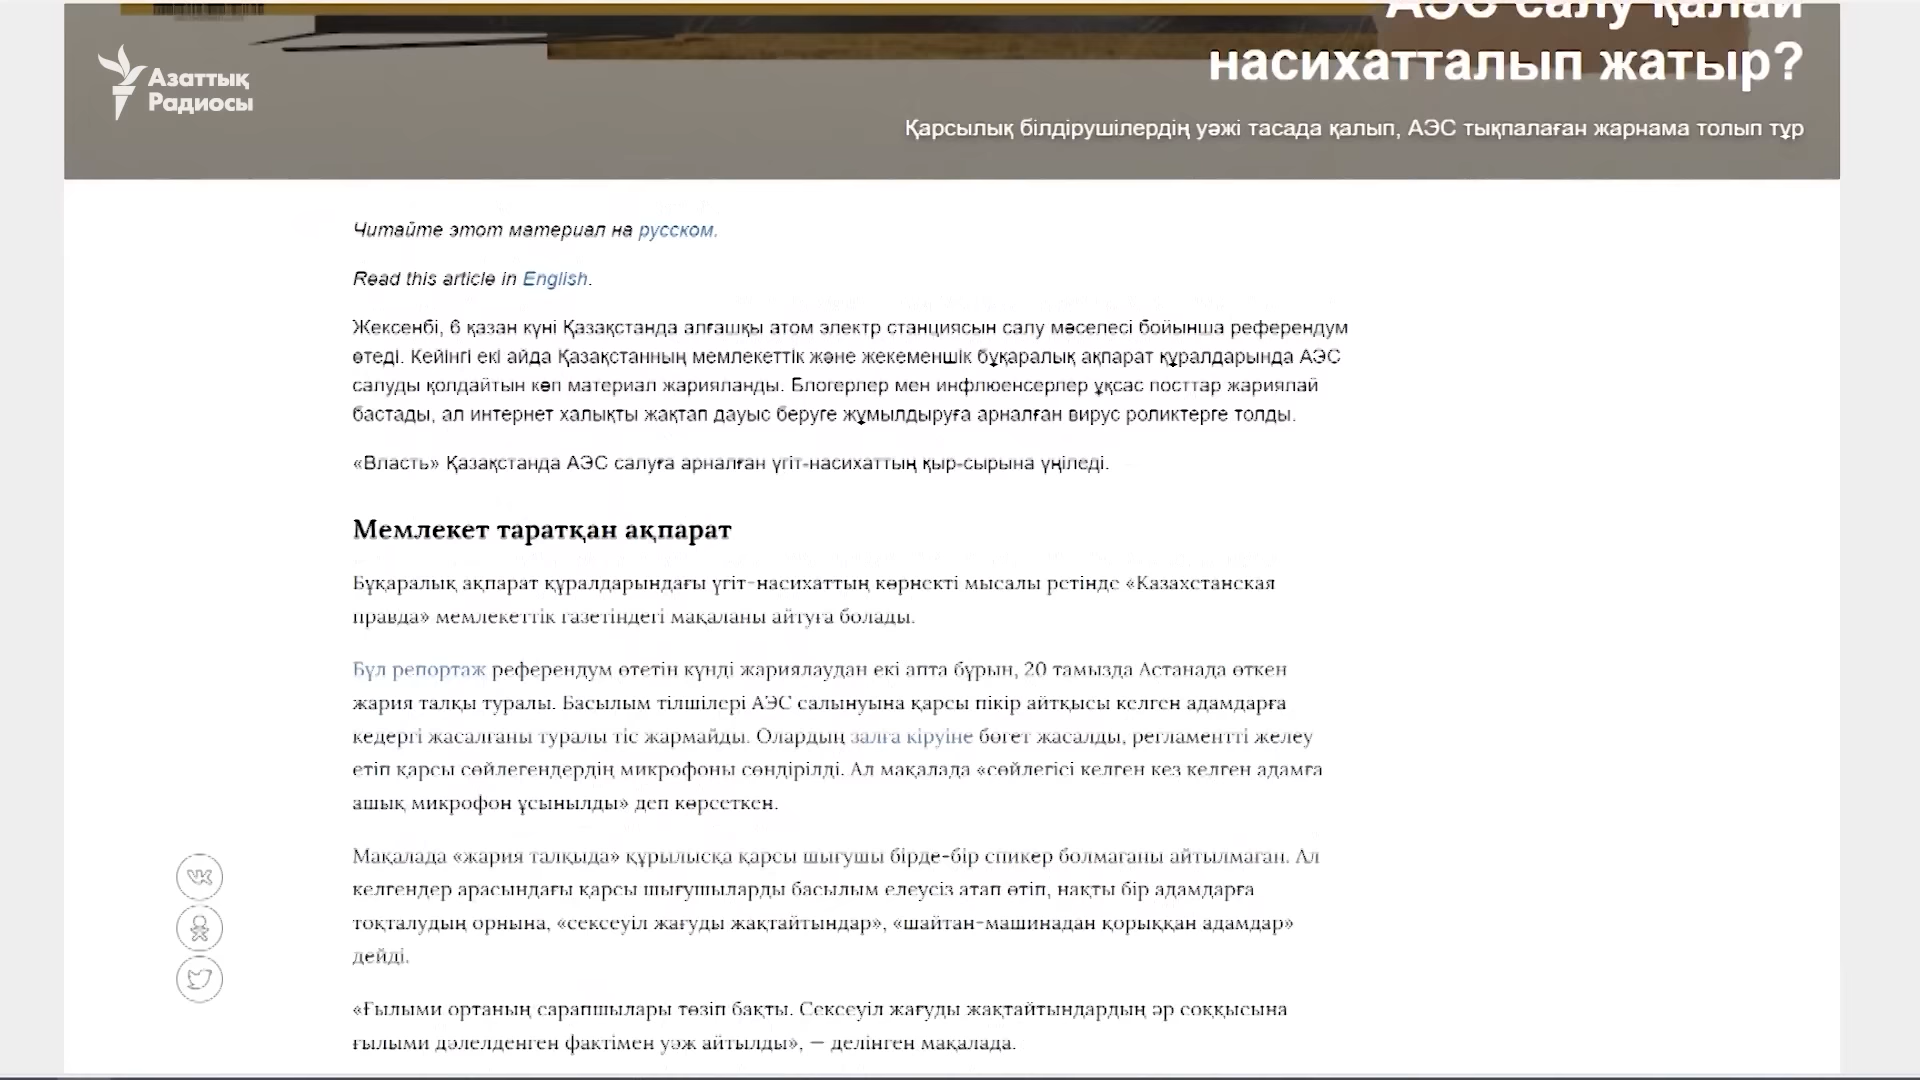 АЭС салу қалай
насихатталып жатыр?
Азаттық
Радиосы
Қарсылық білдірушілердің уәжі тасада қалып, АЭС тықпалаған жарнама толып тұр
Читайте этот материал на русском.
Read this article in English.
Жексенбі, 6 қазан күні Қазақстанда алғашқы атом электр станциясын салу мәселесі бойынша референдум
өтеді. Кейінгі екі айда Қазақстанның мемлекеттік және жекеменшік бұқаралық ақпарат құралдарында АЭС
салуды қолдайтын көп материал жарияланды. Блогерлер мен инфлюенсерлер ұқсас посттар жариялай
бастады, ал интернет халықты жақтап дауыс беруге жұмылдыруға арналған вирус роликтерге толды.
«Власть» Қазақстанда АЭС салуға арналған үгіт-насихаттың қыр-сырына үңіледі.
Мемлекет таратқан ақпарат
Бұқаралық ақпарат құралдарындағы үгіт-насихаттың көрнекті мысалы ретінде «Казахстанская
правда» мемлекеттік газетіндегі мақаланы айтуға болады.
Бұл репортаж референдум өтетін күнді жариялаудан екі апта бұрын, 20 тамызда Астанада өткен
жария талқы туралы. Басылым тілшілері АЭС салынуына қарсы пікір айтқысы келген адамдарға
кедергі жасалғаны туралы тіс жармайды. Олардың залға кіруіне бөгет жасалды, регламентті желеу
етіп қарсы сөйлегендердің микрофоны сөндірілді. Ал мақалада «сөйлегісі келген кез келген адамға
ашық микрофон ұсынылды» деп көрсеткен.
Мақалада «жария талқыда» құрылысқа қарсы шығушы бірде-бір спикер болмағаны айтылмаған. Ал
келгендер арасындағы қарсы шығушыларды басылым елеусіз атап өтіп, нақты бір адамдарға
тоқталудың орнына, «сексеуіл жағуды жақтайтындар», «шайтан-машинадан қорыққан адамдар»
дейді.
«Ғылыми ортаның сарапшылары төзіп бақты. Сексеуіл жағуды жақтайтындардың әр соққысына
ғылыми дәлелденген фактімен уәж айтылды», — делінген мақалада.